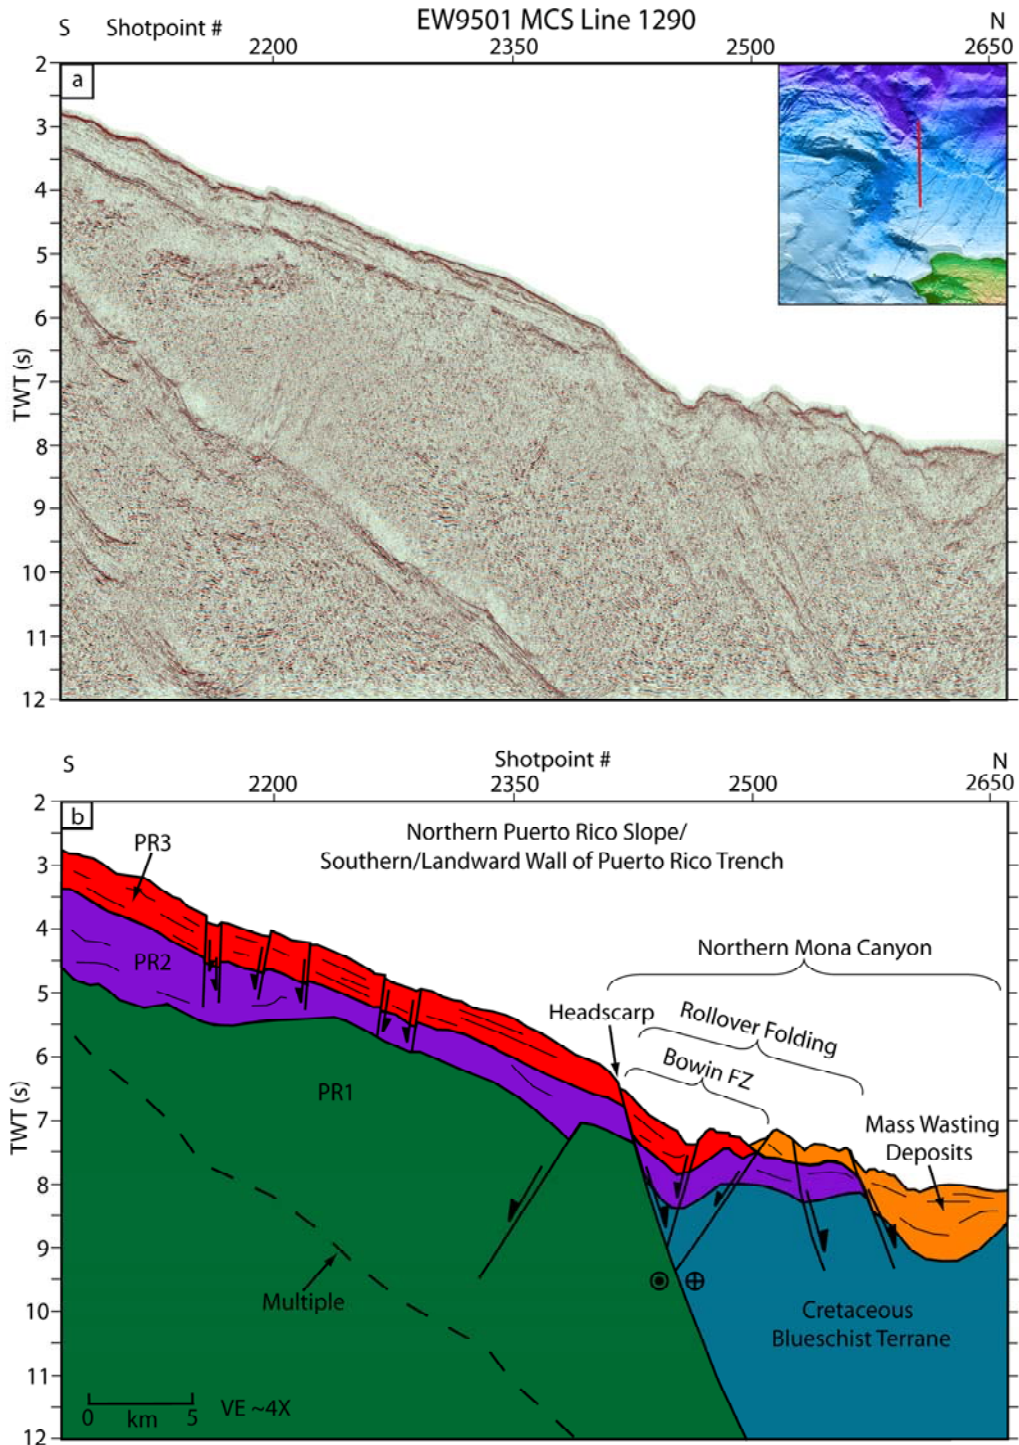 EW9501 MCS Line 1290
S Shotpoint # N
2200 2350 2500 2650
a
2
3
4
5
6
7
8
9
10
11
12
TWT (s)
Shotpoint #
S N
2200 2350 2500 2650
b
2
3
4
5
6
7
8
9
10
11
12
TWT (s)
Northern Puerto Rico Slope/
Southern/Landward Wall of Puerto Rico Trench
PR3
PR2
PR1
Northern Mona Canyon
Headscarp
Rollover Folding
Bowin FZ
Mass Wasting
Deposits
Multiple
Cretaceous
Blueschist Terrane
0 km 5
VE ~4X